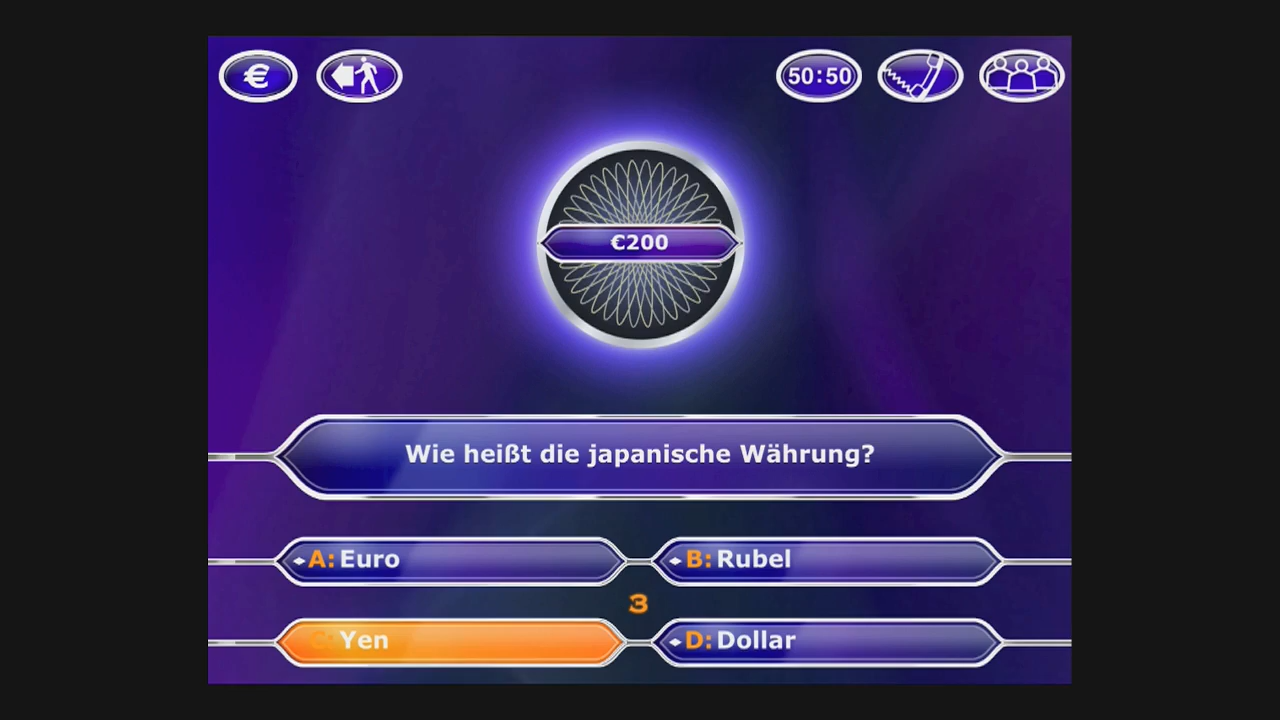 €
50:50
€200
Wie heißt die japanische Währung?
A: Euro
B: Rubel
3
C: Yen
D: Dollar